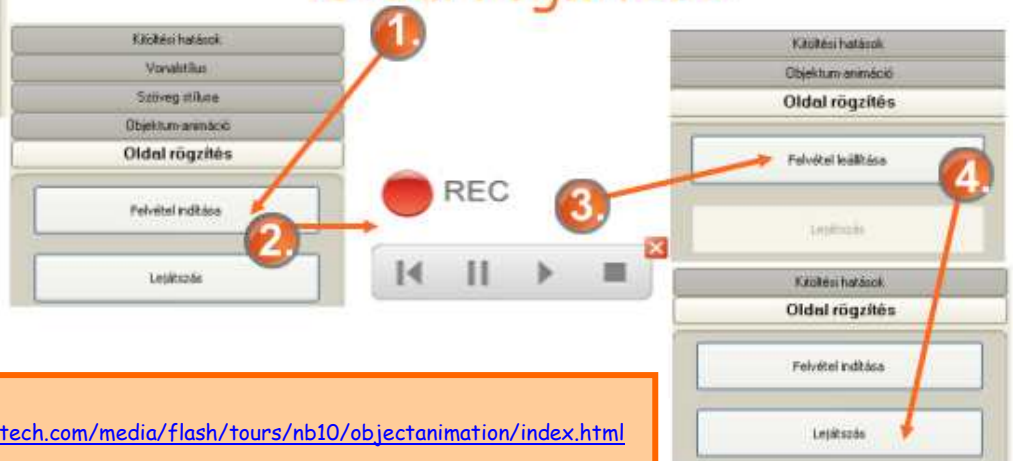 Kitöltési hatások
Vonalstílus
Szöveg stílusa
Objektum-animáció
Oldal rögzítés
Felvétel indítása
Lejátszás
1.
2.
REC
3.
Kitöltési hatások
Objektum-animáció
Oldal rögzítés
Felvétel leállítása
4.
Lejátszás
Kitöltési hatások
Oldal rögzítés
Felvétel indítása
Lejátszás
tech.com/media/flash/tours/nb10/objectanimation/index.html